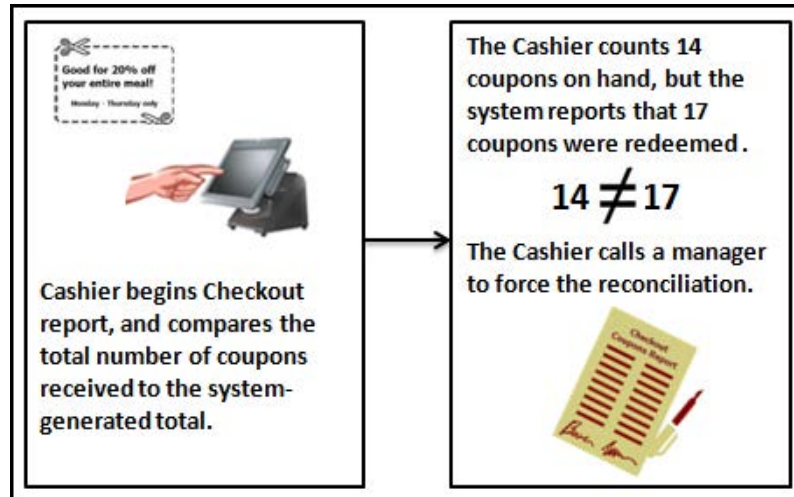 Good for 20% off
your entire meal!
Monday - Thursday only
Cashier begins Checkout
report, and compares the
total number of coupons
received to the system-
generated total.
The Cashier counts 14
coupons on hand, but the
system reports that 17
coupons were redeemed .
14 ≠ 17
The Cashier calls a manager
to force the reconciliation.
Checkout
Coupons Report